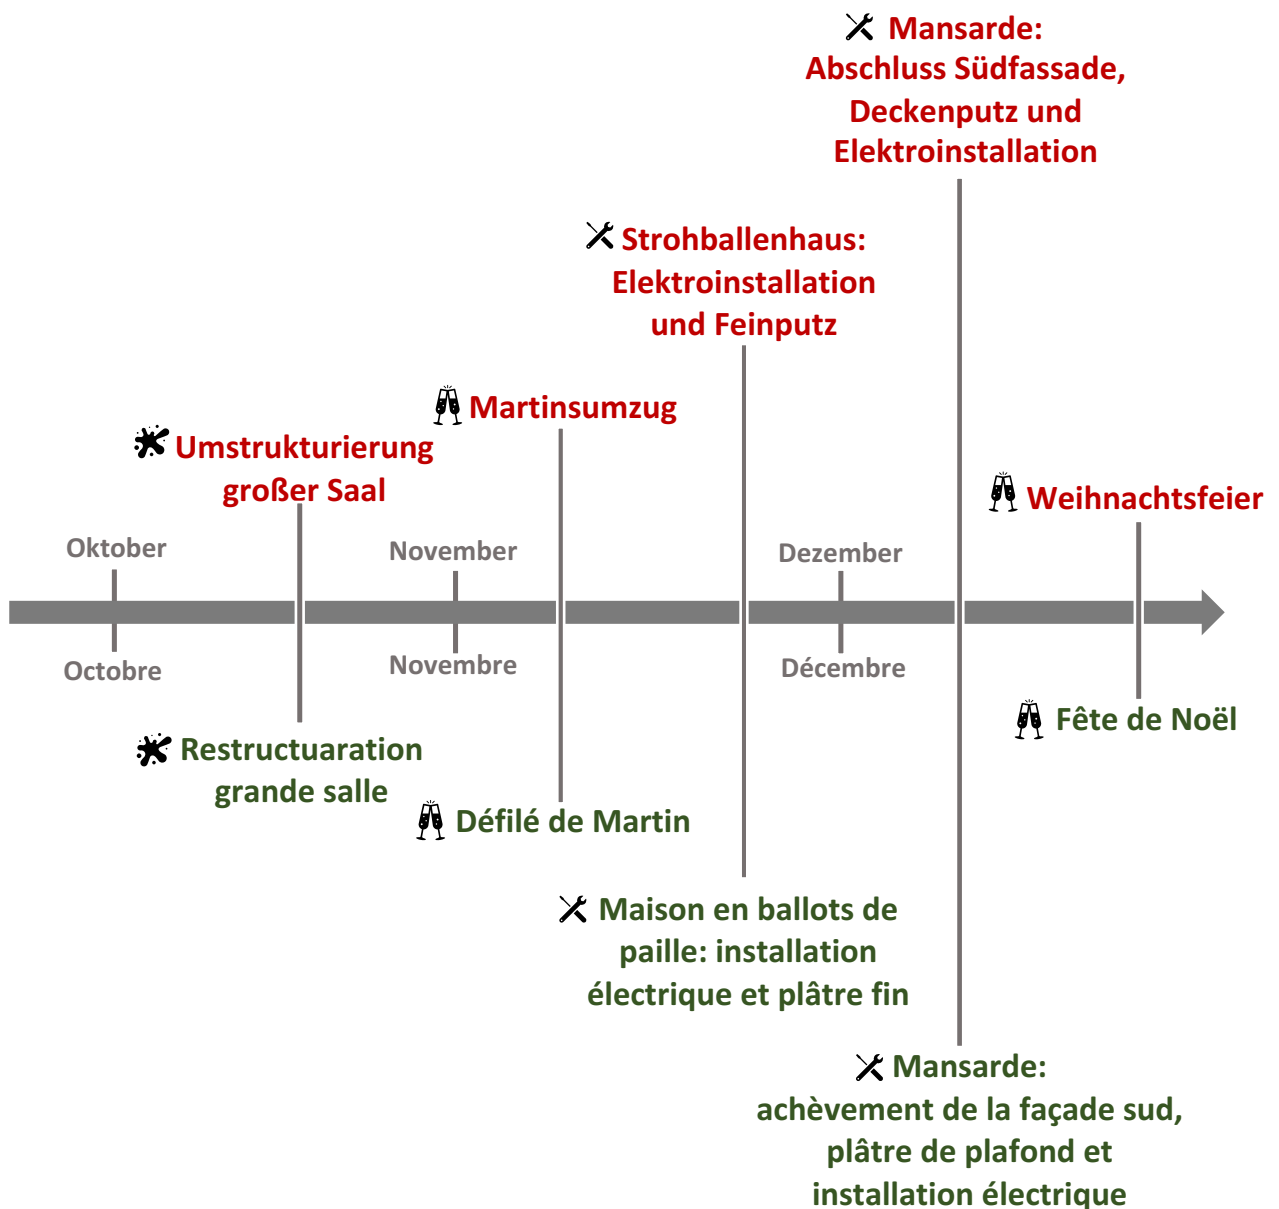 Mansarde:
Abschluss Südfassade,
Deckenputz und
Elektroinstallation
Strohballenhaus:
Elektroinstallation
und Feinputz
Martinsumzug
Umstrukturierung
großer Saal
Weihnachtsfeier
Oktober
November
Dezember
Octobre
Novembre
Décembre
Fête de Noël
Restructuaration
grande salle
Défilé de Martin
Maison en ballots de
paille: installation
électrique et plâtre fin
Mansarde:
achèvement de la façade sud,
plâtre de plafond et
installation électrique